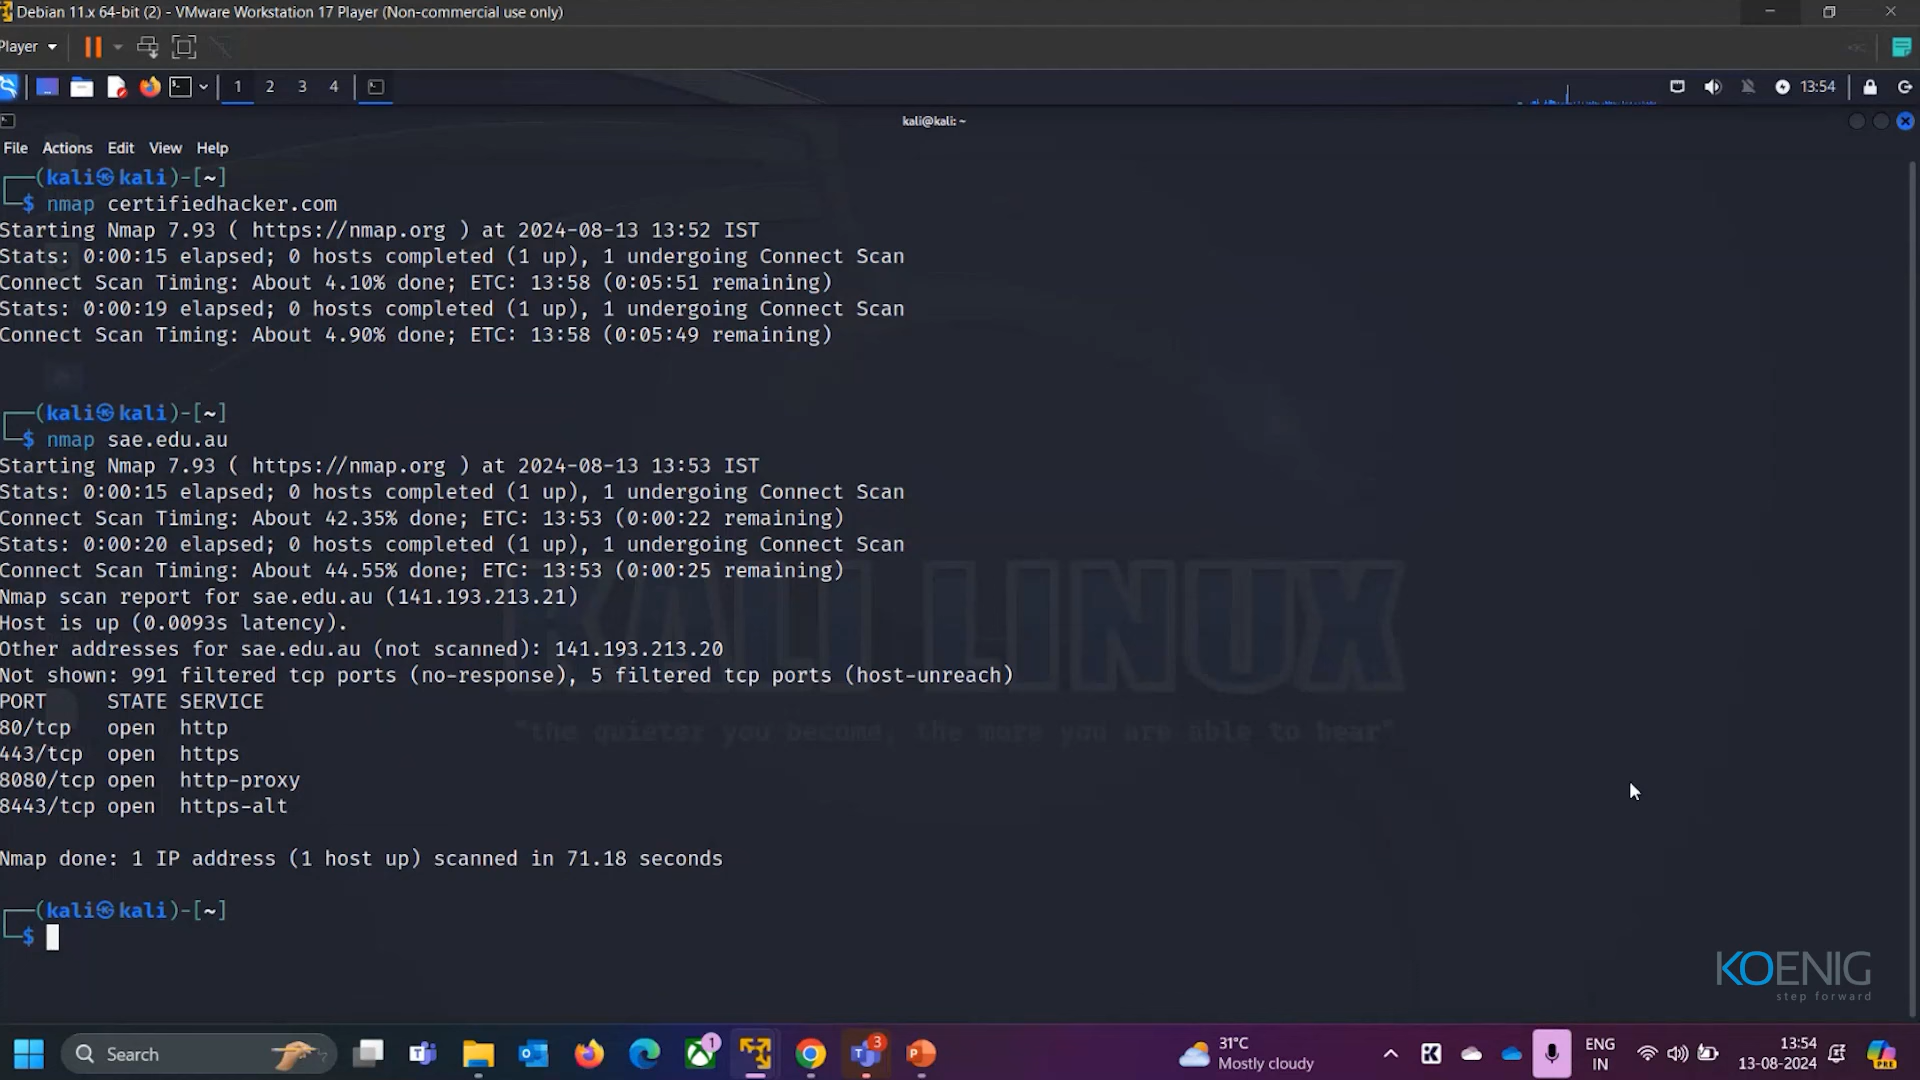 Debian 11.x 64-bit (2) - VMware Workstation 17 Player (Non-commercial use only)
Player
1 2 3 4
13:54
kali@kali: ~
File Actions Edit View Help
┌──(kali㉿kali)-[~]
└─$ nmap certifiedhacker.com
Starting Nmap 7.93 ( https://nmap.org ) at 2024-08-13 13:52 IST
Stats: 0:00:15 elapsed; 0 hosts completed (1 up), 1 undergoing Connect Scan
Connect Scan Timing: About 4.10% done; ETC: 13:58 (0:05:51 remaining)
Stats: 0:00:19 elapsed; 0 hosts completed (1 up), 1 undergoing Connect Scan
Connect Scan Timing: About 4.90% done; ETC: 13:58 (0:05:49 remaining)
┌──(kali㉿kali)-[~]
└─$ nmap sae.edu.au
Starting Nmap 7.93 ( https://nmap.org ) at 2024-08-13 13:53 IST
Stats: 0:00:15 elapsed; 0 hosts completed (1 up), 1 undergoing Connect Scan
Connect Scan Timing: About 42.35% done; ETC: 13:53 (0:00:22 remaining)
Stats: 0:00:20 elapsed; 0 hosts completed (1 up), 1 undergoing Connect Scan
Connect Scan Timing: About 44.55% done; ETC: 13:53 (0:00:25 remaining)
Nmap scan report for sae.edu.au (141.193.213.21)
Host is up (0.0093s latency).
Other addresses for sae.edu.au (not scanned): 141.193.213.20
Not shown: 991 filtered tcp ports (no-response), 5 filtered tcp ports (host-unreach)
PORT STATE SERVICE
80/tcp open http
443/tcp open https
8080/tcp open http-proxy
8443/tcp open https-alt
Nmap done: 1 IP address (1 host up) scanned in 71.18 seconds
┌──(kali㉿kali)-[~]
└─$
KALI LINUX
"the quieter you become, the more you are able to hear"
KOENIG
step forward
Search
1
3
31°C
Mostly cloudy
ENG
IN
13:54
13-08-2024
PRE